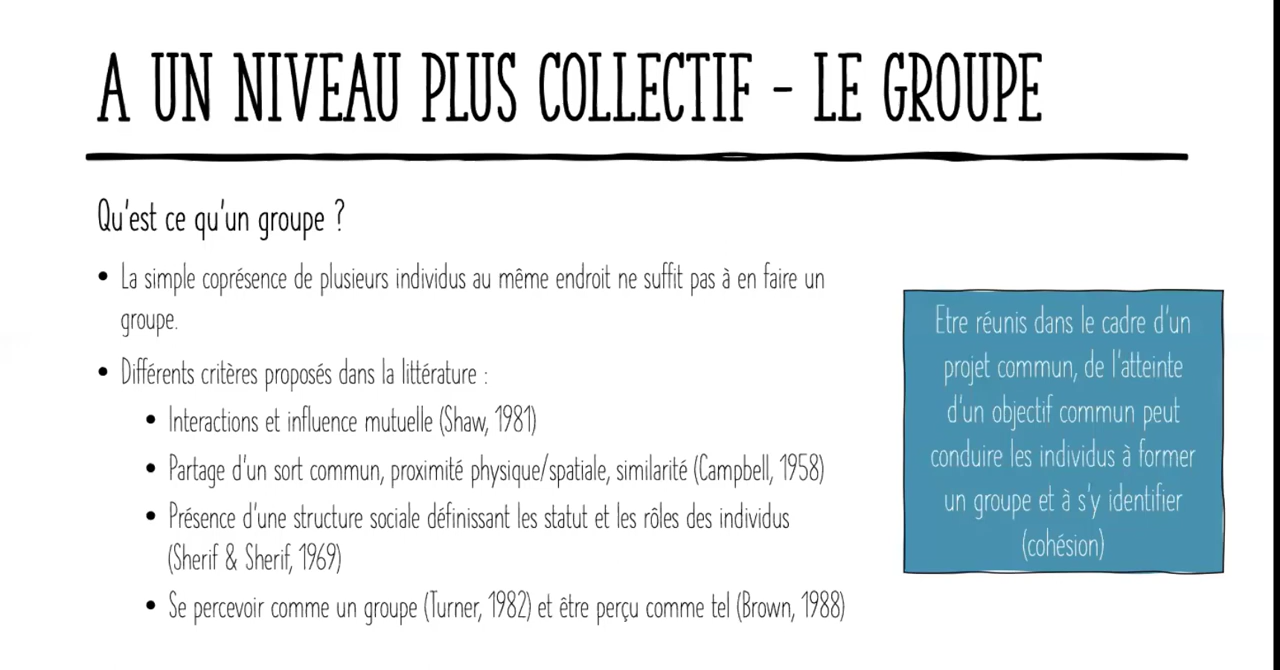 A UN NIVEAU PLUS COLLECTIF - LE GROUPE
Qu'est ce qu'un groupe ?
• La simple coprésence de plusieurs individus au même endroit ne suffit pas à en faire un
groupe.
• Différents critères proposés dans la littérature :
• Interactions et influence mutuelle (Shaw, 1981)
• Partage d'un sort commun, proximité physique/spatiale, similarité (Campbell, 1958)
• Présence d'une structure sociale définissant les statut et les rôles des individus
(Sherif & Sherif, 1969)
• Se percevoir comme un groupe (Turner, 1982) et être perçu comme tel (Brown, 1988)
Etre réunis dans le cadre d'un
projet commun, de l'atteinte
d'un objectif commun peut
conduire les individus à former
un groupe et à s'y identifier
(cohésion)